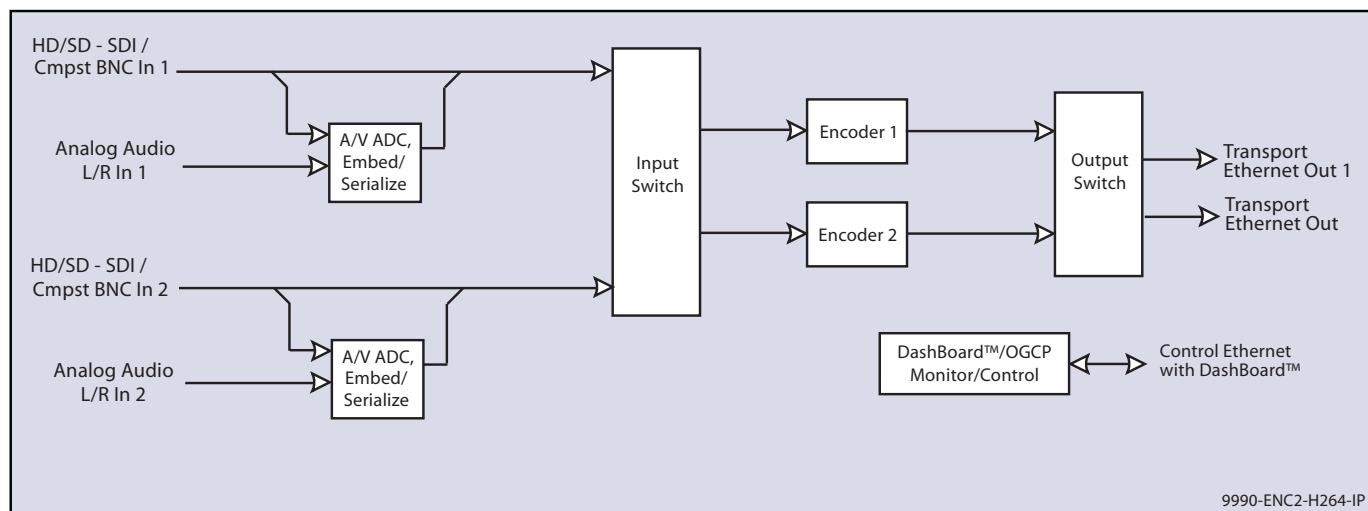 HD/SD - SDI /
Cmpst BNC In 1
Analog Audio
L/R In 1
A/V ADC,
Embed/
Serialize
HD/SD - SDI /
Cmpst BNC In 2
Analog Audio
L/R In 2
A/V ADC,
Embed/
Serialize
Input
Switch
Encoder 1
Encoder 2
Output
Switch
Transport
Ethernet Out 1
Transport
Ethernet Out
DashBoard™/OGCP
Monitor/Control
Control Ethernet
with DashBoard™
9990-ENC2-H264-IP